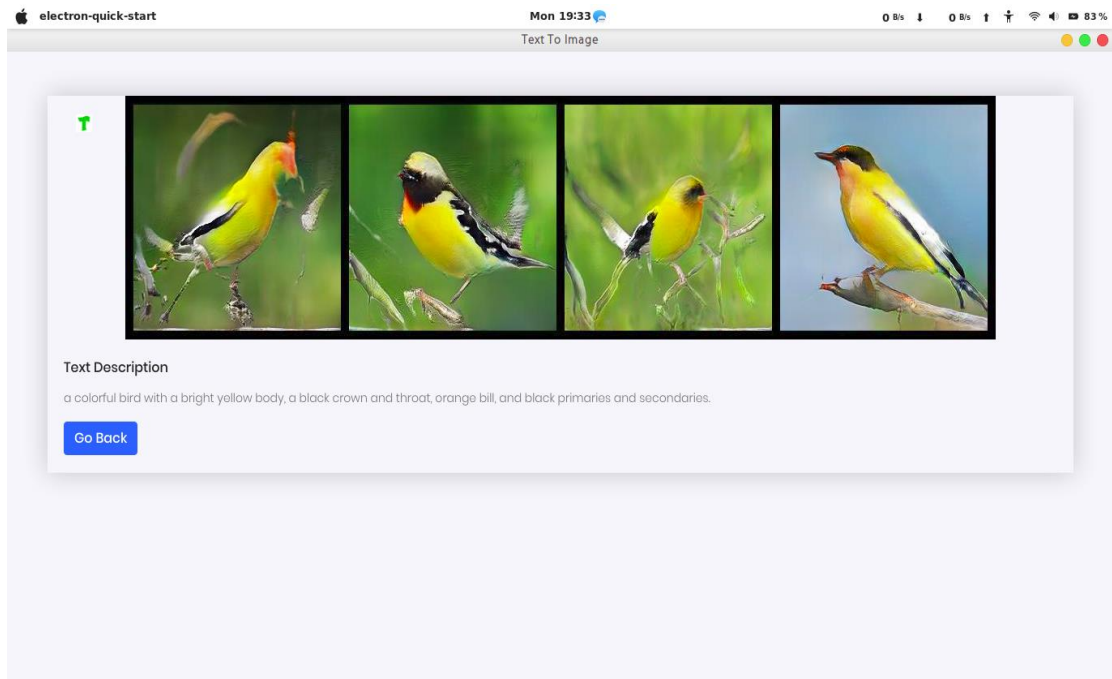 electron-quick-start
Mon 19:33
0 B/s 0 B/s 83 %
Text To Image
T
Text Description
a colorful bird with a bright yellow body, a black crown and throat, orange bill, and black primaries and secondaries.
Go Back